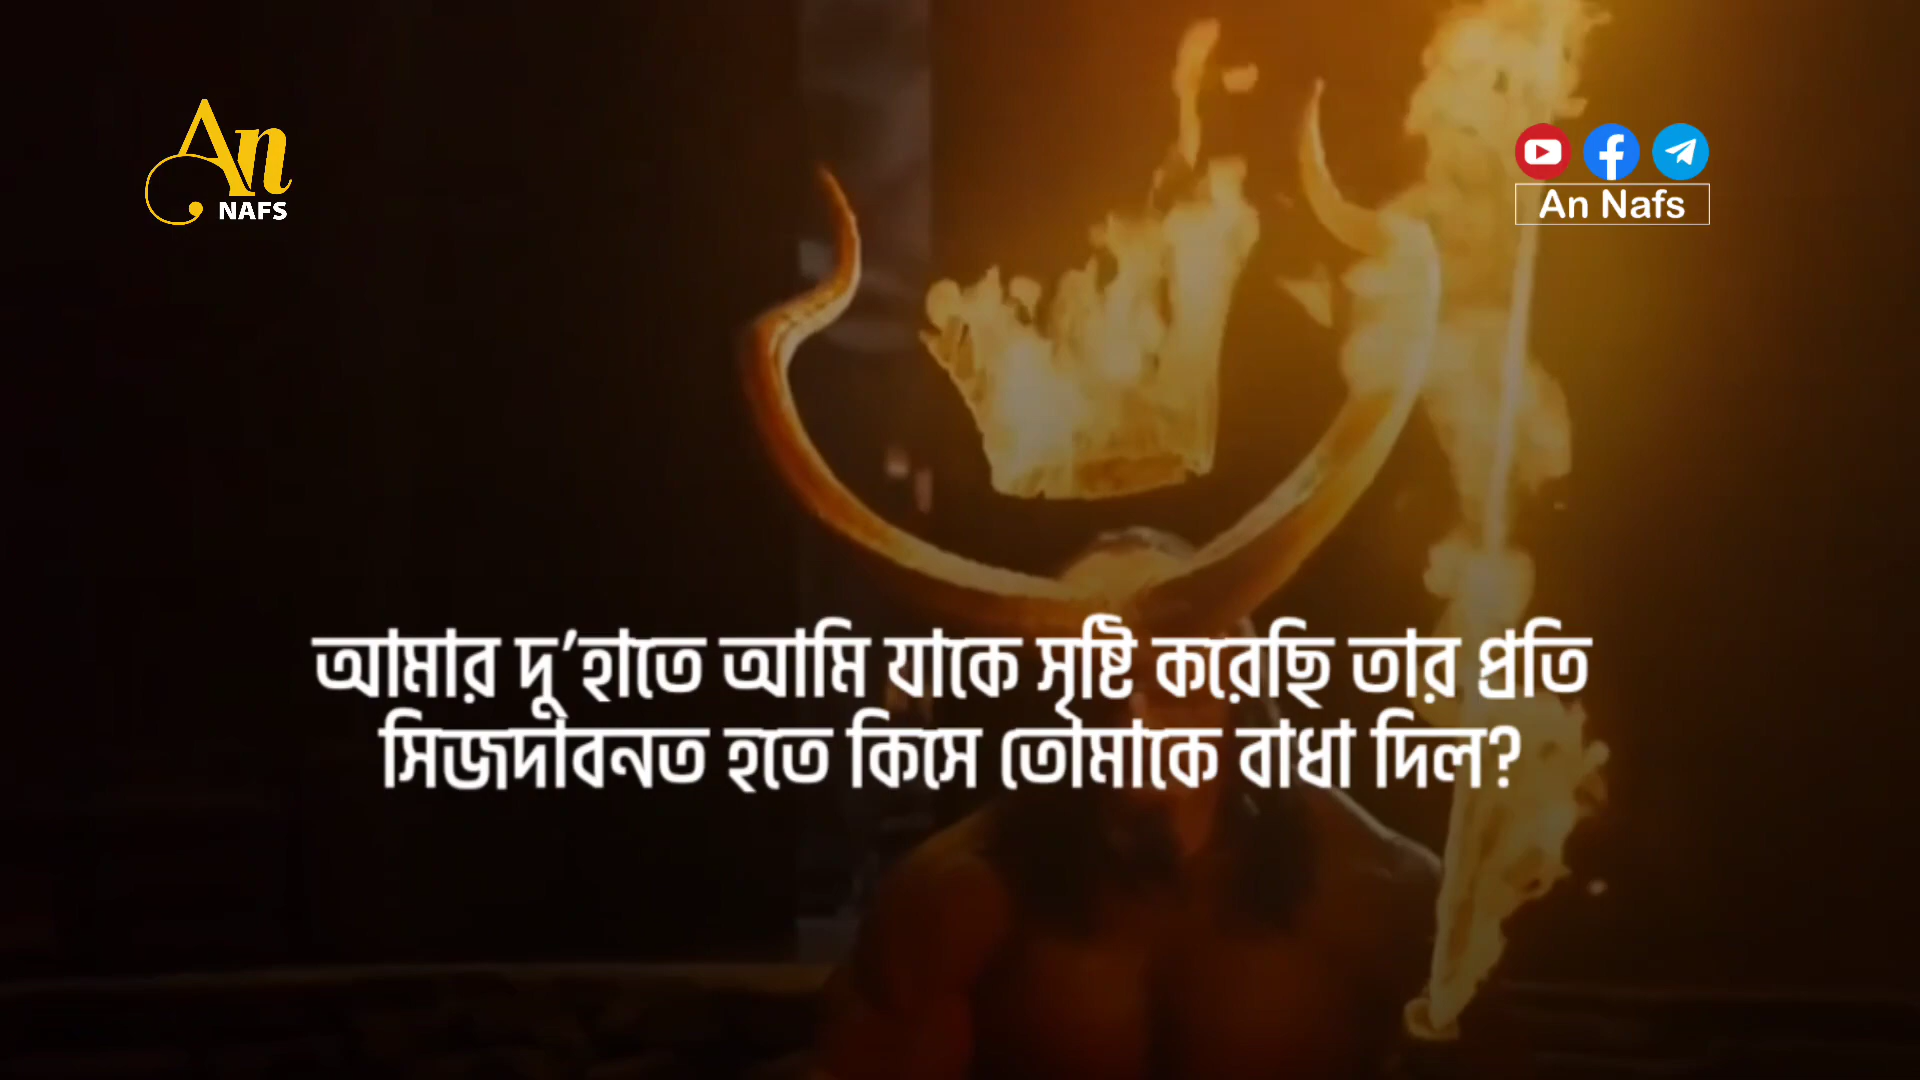 An
NAFS
An Nafs
আমার দু’হাতে আমি যাকে সৃষ্টি করেছি তার প্রতি
সিজদাবনত হতে কিসে তোমাকে বাধা দিল?